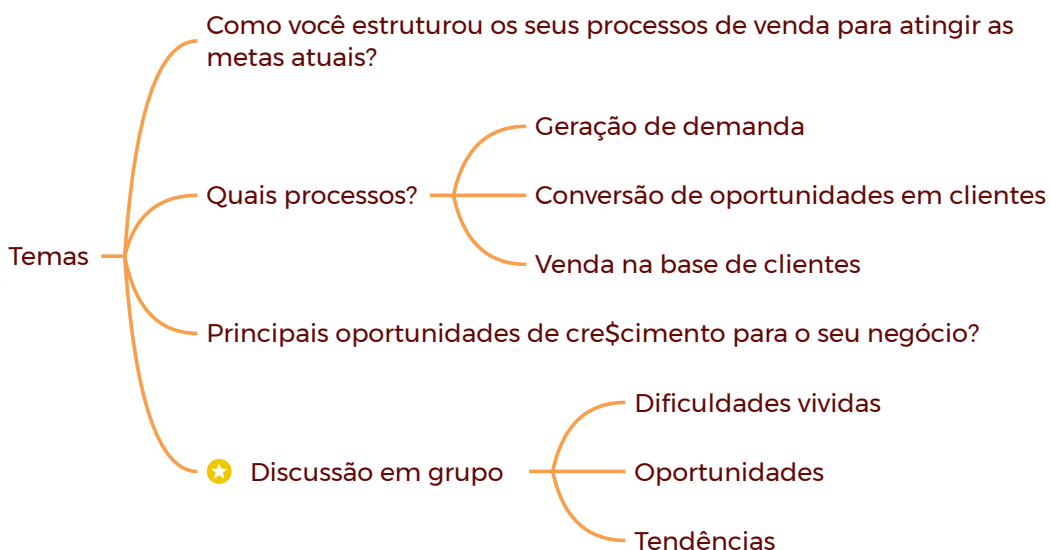 Como você estruturou os seus processos de venda para atingir as
metas atuais?
Geração de demanda
Quais processos?
Conversão de oportunidades em clientes
Venda na base de clientes
Temas
Principais oportunidades de cre$cimento para o seu negócio?
Dificuldades vividas
Discussão em grupo
Oportunidades
Tendências